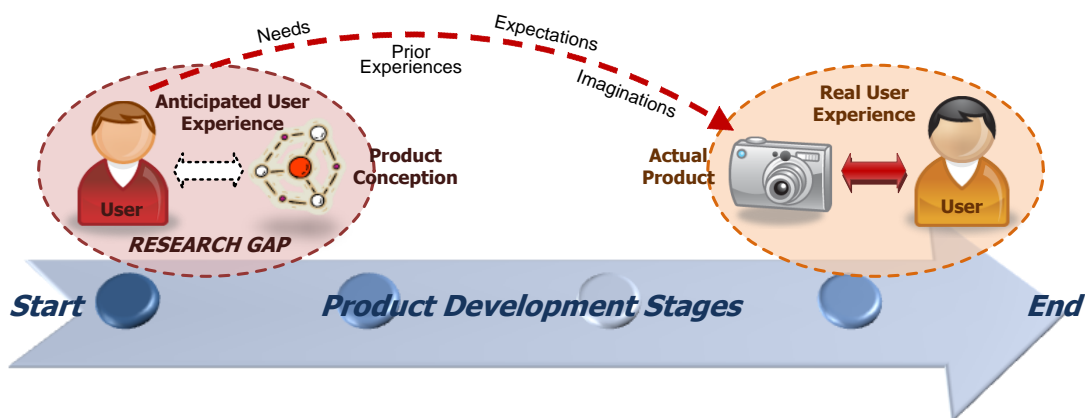 Needs
Expectations
Prior
Experiences
Imaginations
Anticipated User
Experience
Product
Conception
User
RESEARCH GAP
Real User
Experience
Actual
Product
User
Start
Product Development Stages
End